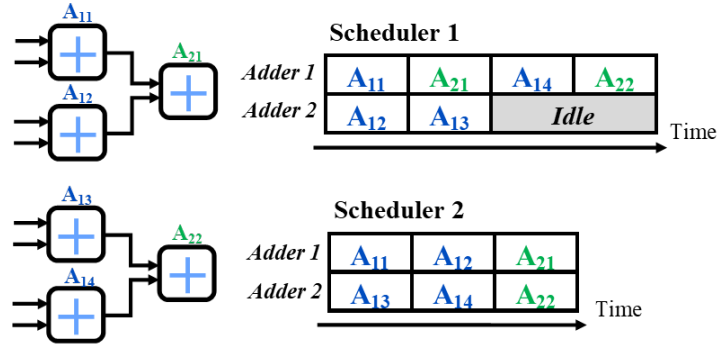 A₁₁
A₁₂
A₂₁
Scheduler 1
Adder 1 A₁₁ A₂₁ A₁₄ A₂₂
Adder 2 A₁₂ A₁₃ Idle
Time
A₁₃
A₁₄
A₂₂
Scheduler 2
Adder 1 A₁₁ A₁₂ A₂₁
Adder 2 A₁₃ A₁₄ A₂₂
Time